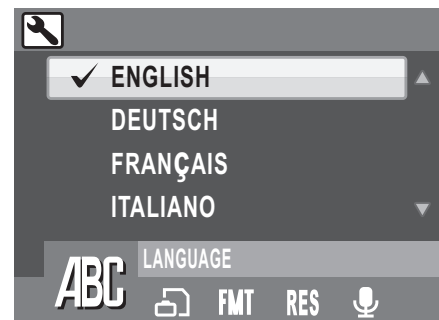 ENGLISH
DEUTSCH
FRANÇAIS
ITALIANO
LANGUAGE
ABC FMT RES